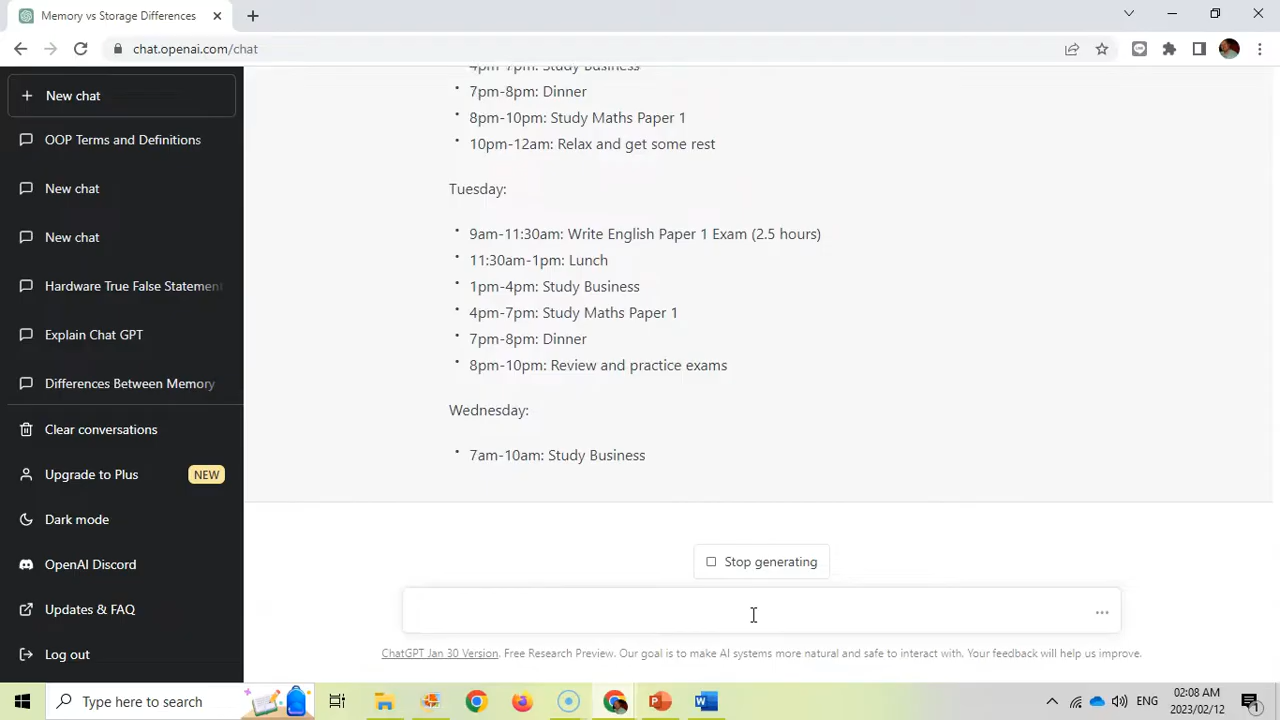 Memory vs Storage Differences
chat.openai.com/chat
New chat
OOP Terms and Definitions
New chat
New chat
Hardware True False Statemen
Explain Chat GPT
Differences Between Memory
Clear conversations
Upgrade to Plus NEW
Dark mode
OpenAI Discord
Updates & FAQ
Log out
4pm-7pm: Study Business
• 7pm-8pm: Dinner
• 8pm-10pm: Study Maths Paper 1
• 10pm-12am: Relax and get some rest
Tuesday:
• 9am-11:30am: Write English Paper 1 Exam (2.5 hours)
• 11:30am-1pm: Lunch
• 1pm-4pm: Study Business
• 4pm-7pm: Study Maths Paper 1
• 7pm-8pm: Dinner
• 8pm-10pm: Review and practice exams
Wednesday:
• 7am-10am: Study Business
Stop generating
ChatGPT Jan 30 Version. Free Research Preview. Our goal is to make AI systems more natural and safe to interact with. Your feedback will help us improve.
Type here to search
ENG
02:08 AM
2023/02/12